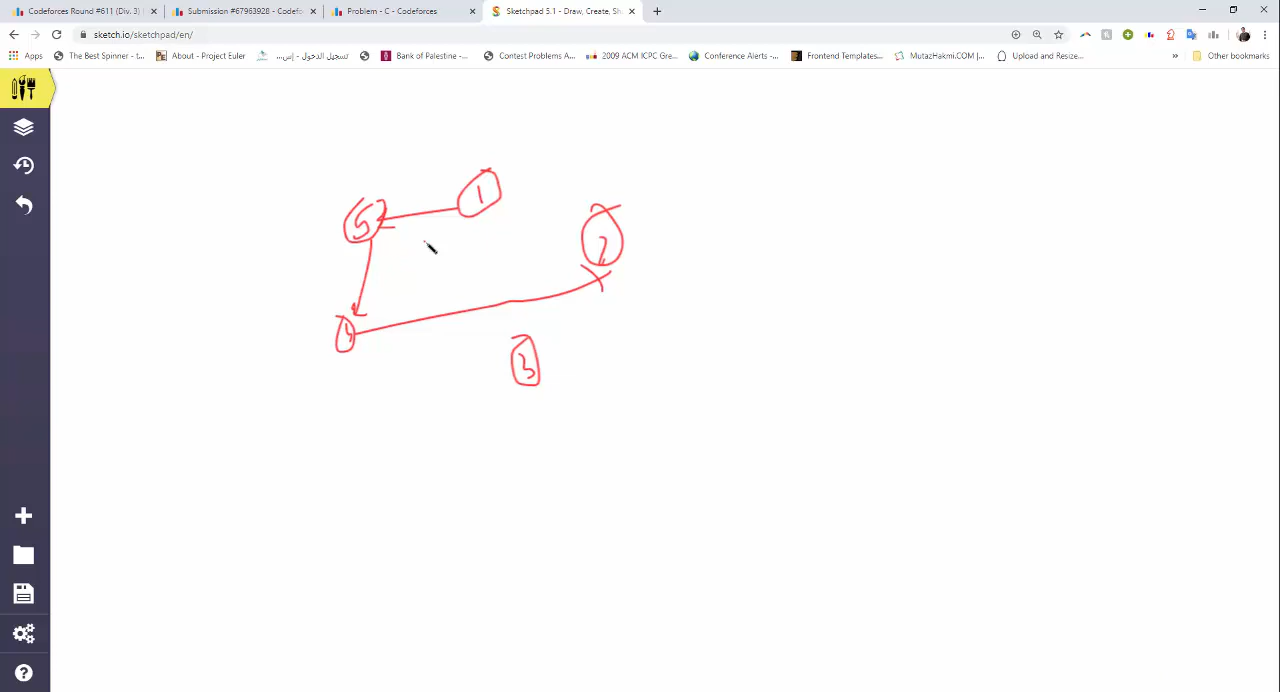 Codeforces Round #611 (Div. 3)
Submission #67963928 - Codef
Problem - C - Codeforces
Sketchpad 5.1 - Draw, Create, Sh
sketch.io/sketchpad/en/
Apps
The Best Spinner - t...
About - Project Euler
تسجيل الدخول - إس...
Bank of Palestine -...
Contest Problems A...
2009 ACM ICPC Gre...
Conference Alerts -...
Frontend Templates...
MutazHakmi.COM |...
Upload and Resize...
»
Other bookmarks
1
5
2
4
3